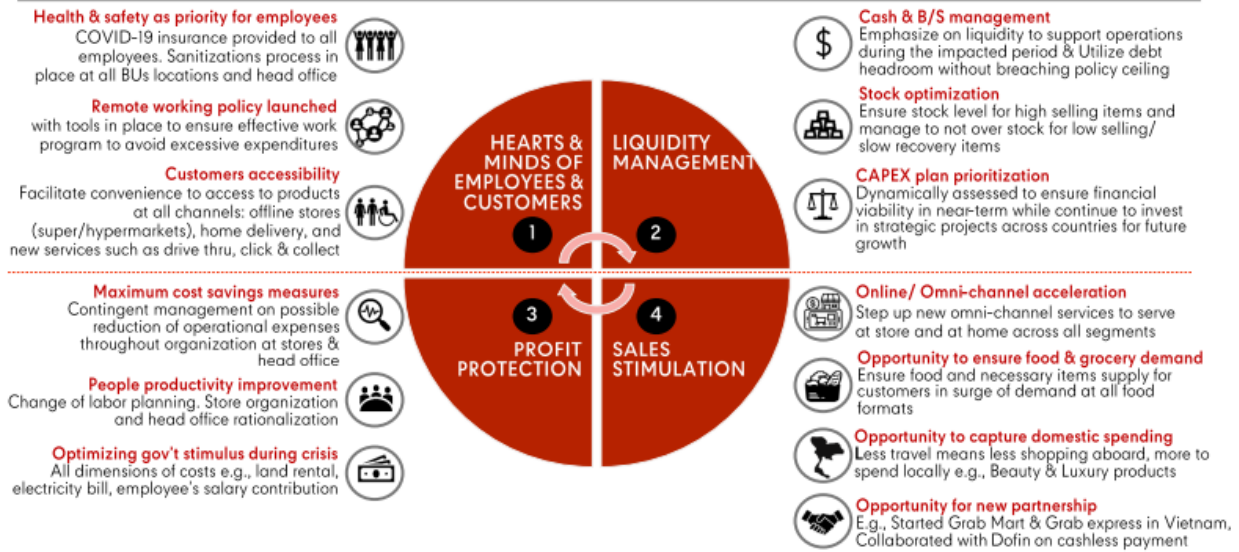 Health & safety as priority for employees
COVID-19 insurance provided to all
employees. Sanitizations process in
place at all BUs locations and head office
Remote working policy launched
with tools in place to ensure effective work
program to avoid excessive expenditures
Customers accessibility
Facilitate convenience to access to products
at all channels: offline stores
(super/hypermarkets), home delivery, and
new services such as drive thru, click & collect
HEARTS &
MINDS OF
EMPLOYEES &
CUSTOMERS
1
LIQUIDITY
MANAGEMENT
2
$
Cash & B/S management
Emphasize on liquidity to support operations
during the impacted period & Utilize debt
headroom without breaching policy ceiling
Stock optimization
Ensure stock level for high selling items and
manage to not over stock for low selling/
slow recovery items
CAPEX plan prioritization
Dynamically assessed to ensure financial
viability in near-term while continue to invest
in strategic projects across countries for future
growth
Maximum cost savings measures
Contingent management on possible
reduction of operational expenses
throughout organization at stores &
head office
People productivity improvement
Change of labor planning. Store organization
and head office rationalization
Optimizing gov't stimulus during crisis
All dimensions of costs e.g., land rental,
electricity bill, employee's salary contribution
3
PROFIT
PROTECTION
4
SALES
STIMULATION
Online/ Omni-channel acceleration
Step up new omni-channel services to serve
at store and at home across all segments
Opportunity to ensure food & grocery demand
Ensure food and necessary items supply for
customers in surge of demand at all food
formats
Opportunity to capture domestic spending
Less travel means less shopping aboard, more to
spend locally e.g., Beauty & Luxury products
Opportunity for new partnership
E.g., Started Grab Mart & Grab express in Vietnam,
Collaborated with Dofin on cashless payment